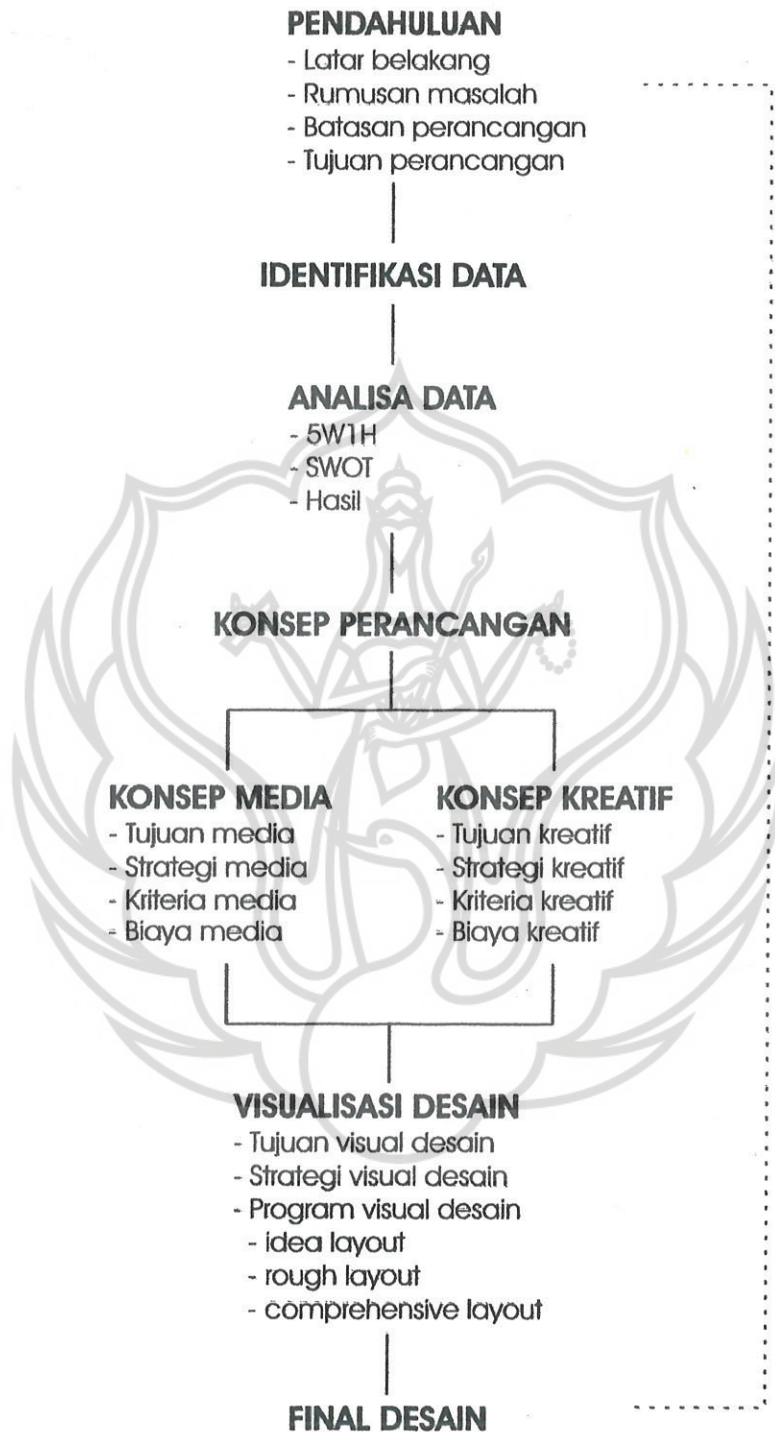 PENDAHULUAN
- Latar belakang
- Rumusan masalah
- Batasan perancangan
- Tujuan perancangan
IDENTIFIKASI DATA
ANALISA DATA
- 5W1H
- SWOT
- Hasil
KONSEP PERANCANGAN
KONSEP MEDIA
- Tujuan media
- Strategi media
- Kriteria media
- Biaya media
KONSEP KREATIF
- Tujuan kreatif
- Strategi kreatif
- Kriteria kreatif
- Biaya kreatif
VISUALISASI DESAIN
- Tujuan visual desain
- Strategi visual desain
- Program visual desain
- idea layout
- rough layout
- comprehensive layout
FINAL DESAIN